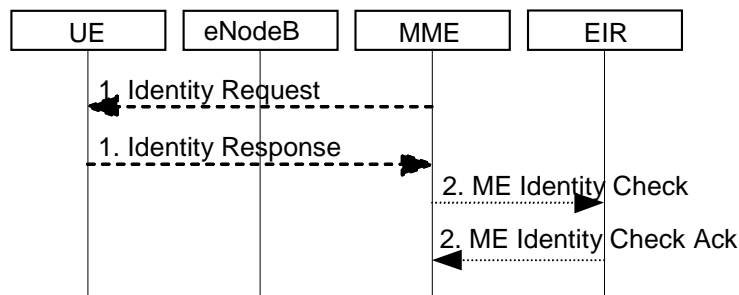 UE eNodeB MME EIR
1. Identity Request
1. Identity Response
2. ME Identity Check
2. ME Identity Check Ack